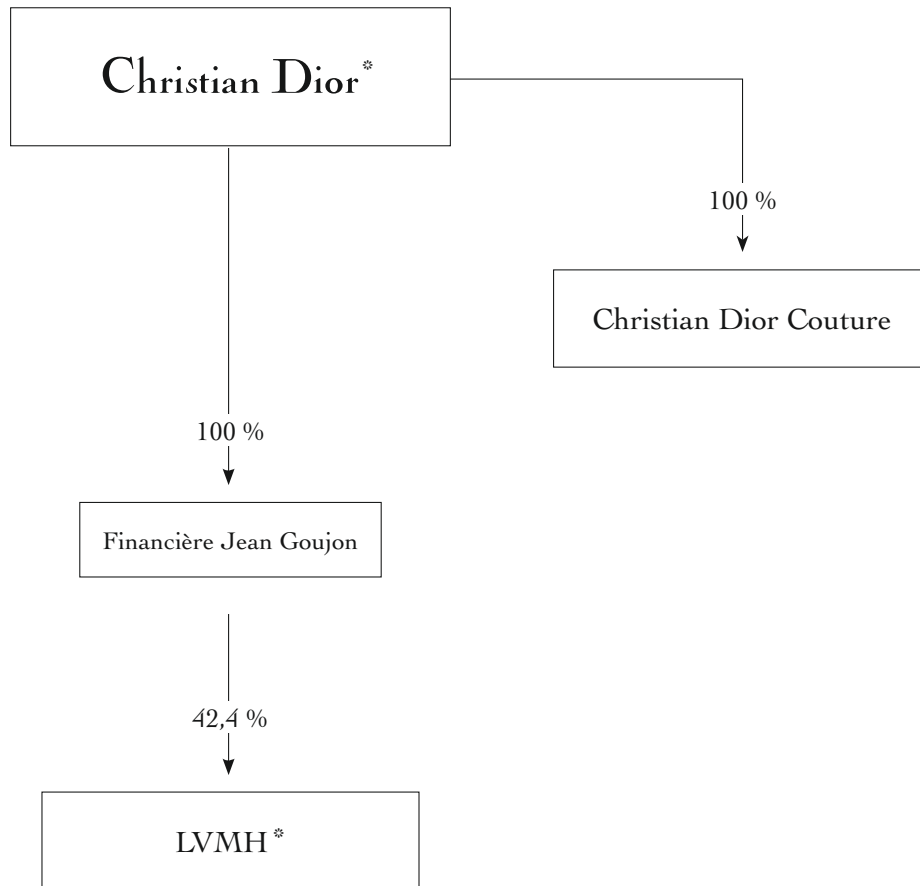 Christian Dior*
100 %
Christian Dior Couture
100 %
Financière Jean Goujon
42,4 %
LVMH*